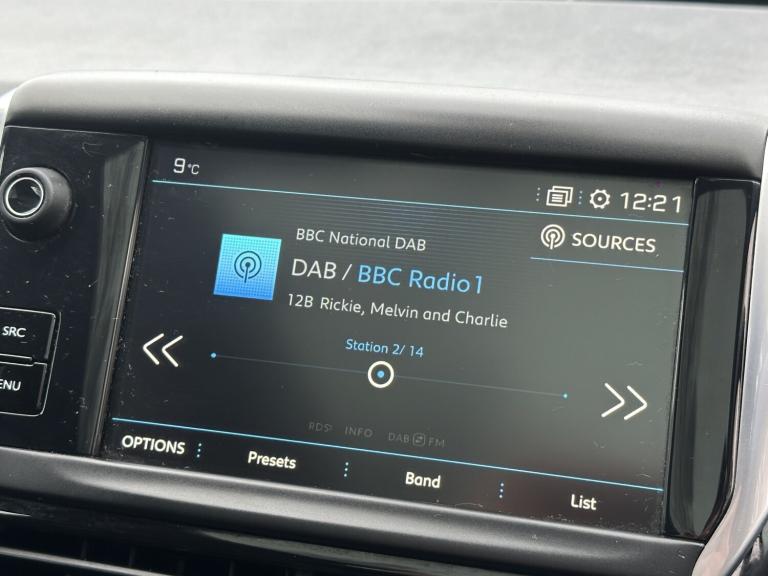 9°C
12:21
SOURCES
BBC National DAB
DAB / BBC Radio 1
12B Rickie, Melvin and Charlie
SRC
ENU
Station 2/ 14
RDS INFO DAB FM
OPTIONS Presets Band List